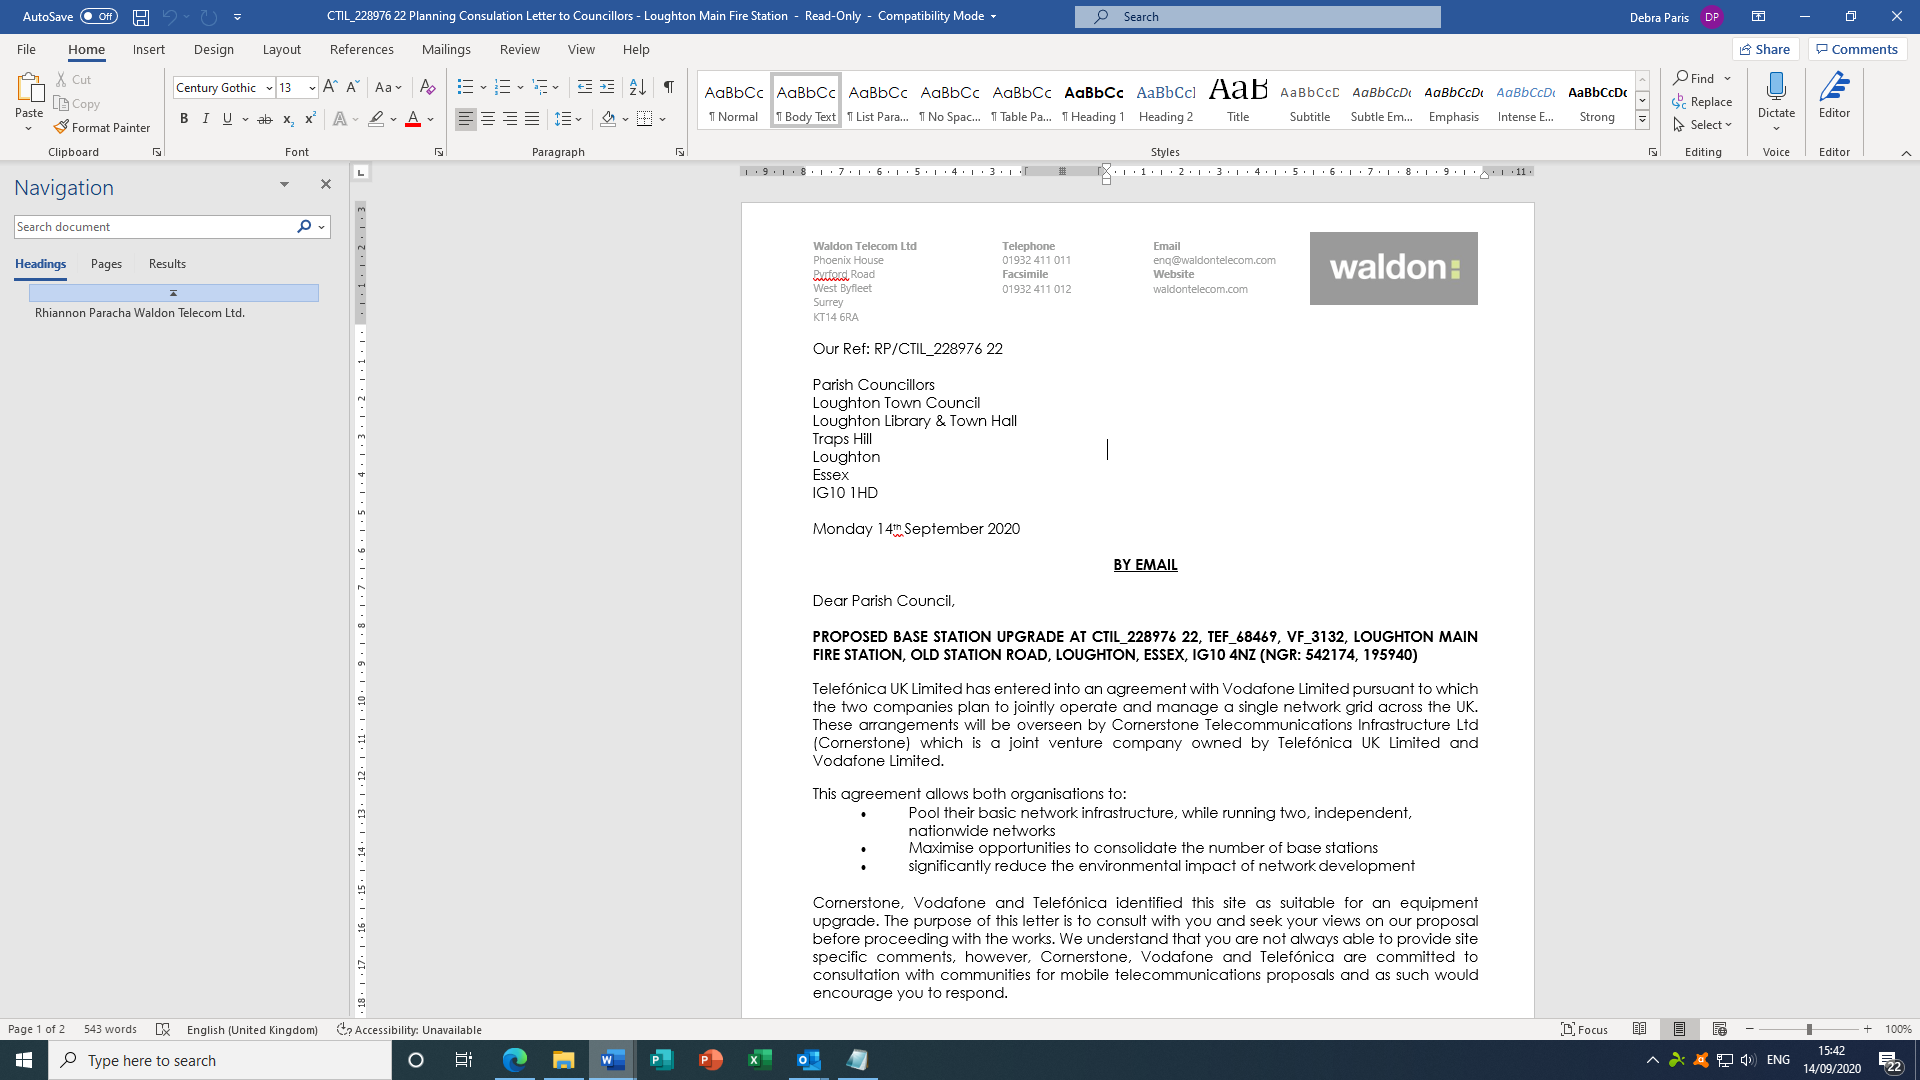 AutoSave Off
CTIL_228976 22 Planning Consulation Letter to Councillors - Loughton Main Fire Station - Read-Only - Compatibility Mode
Search
Debra Paris DP
File Home Insert Design Layout References Mailings Review View Help
Share Comments
Paste
Cut
Copy
Format Painter
Clipboard
Century Gothic 13
Font
Paragraph
AaBbCc AaBbCc AaBbCc AaBbCc AaBbCc AaBbCc AaBbCcI AaB AaBbCcD AaBbCcDc AaBbCcDc AaBbCcDc AaBbCcDc
¶ Normal ¶ Body Text ¶ List Para... ¶ No Spac... ¶ Table Pa... ¶ Heading 1 Heading 2 Title Subtitle Subtle Em... Emphasis Intense E... Strong
Styles
Find
Replace
Select
Editing
Dictate
Voice
Editor
Editor
Navigation
Search document
Headings Pages Results
Rhiannon Paracha Waldon Telecom Ltd.
Waldon Telecom Ltd
Phoenix House
Pyrford Road
West Byfleet
Surrey
KT14 6RA
Telephone
01932 411 011
Facsimile
01932 411 012
Email
enq@waldontelecom.com
Website
waldontelecom.com
waldon:
Our Ref: RP/CTIL_228976 22
Parish Councillors
Loughton Town Council
Loughton Library & Town Hall
Traps Hill
Loughton
Essex
IG10 1HD
Monday 14th September 2020
BY EMAIL
Dear Parish Council,
PROPOSED BASE STATION UPGRADE AT CTIL_228976 22, TEF_68469, VF_3132, LOUGHTON MAIN
FIRE STATION, OLD STATION ROAD, LOUGHTON, ESSEX, IG10 4NZ (NGR: 542174, 195940)
Telefónica UK Limited has entered into an agreement with Vodafone Limited pursuant to which
the two companies plan to jointly operate and manage a single network grid across the UK.
These arrangements will be overseen by Cornerstone Telecommunications Infrastructure Ltd
(Cornerstone) which is a joint venture company owned by Telefónica UK Limited and
Vodafone Limited.
This agreement allows both organisations to:
• Pool their basic network infrastructure, while running two, independent,
nationwide networks
• Maximise opportunities to consolidate the number of base stations
• significantly reduce the environmental impact of network development
Cornerstone, Vodafone and Telefónica identified this site as suitable for an equipment
upgrade. The purpose of this letter is to consult with you and seek your views on our proposal
before proceeding with the works. We understand that you are not always able to provide site
specific comments, however, Cornerstone, Vodafone and Telefónica are committed to
consultation with communities for mobile telecommunications proposals and as such would
encourage you to respond.
Page 1 of 2 543 words English (United Kingdom) Accessibility: Unavailable
Focus 100%
Type here to search
ENG
15:42
14/09/2020
22